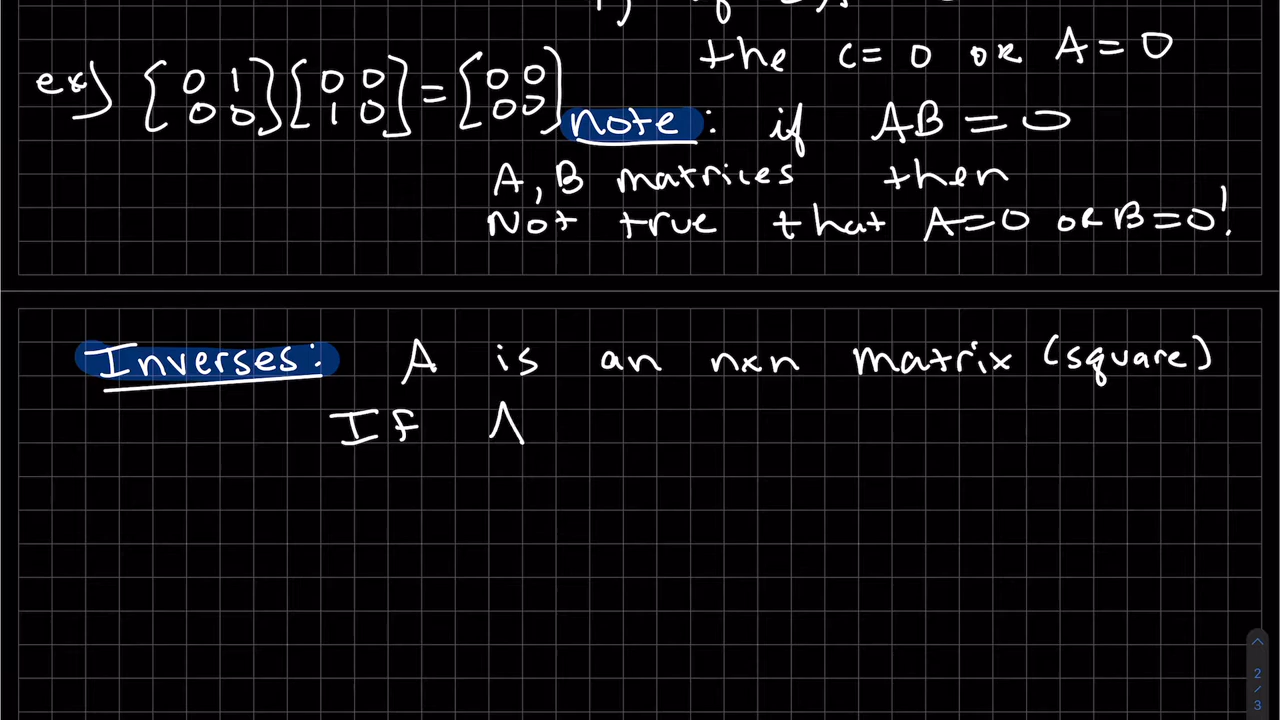 the c = 0 or A = 0
ex) [0 1 0 0] [0 0 1 0] = [0 0 0 0]
note: if AB = 0
A, B matrices then
Not true that A=0 or B=0!
Inverses: A is an nxn matrix (square)
If A
2
/
3